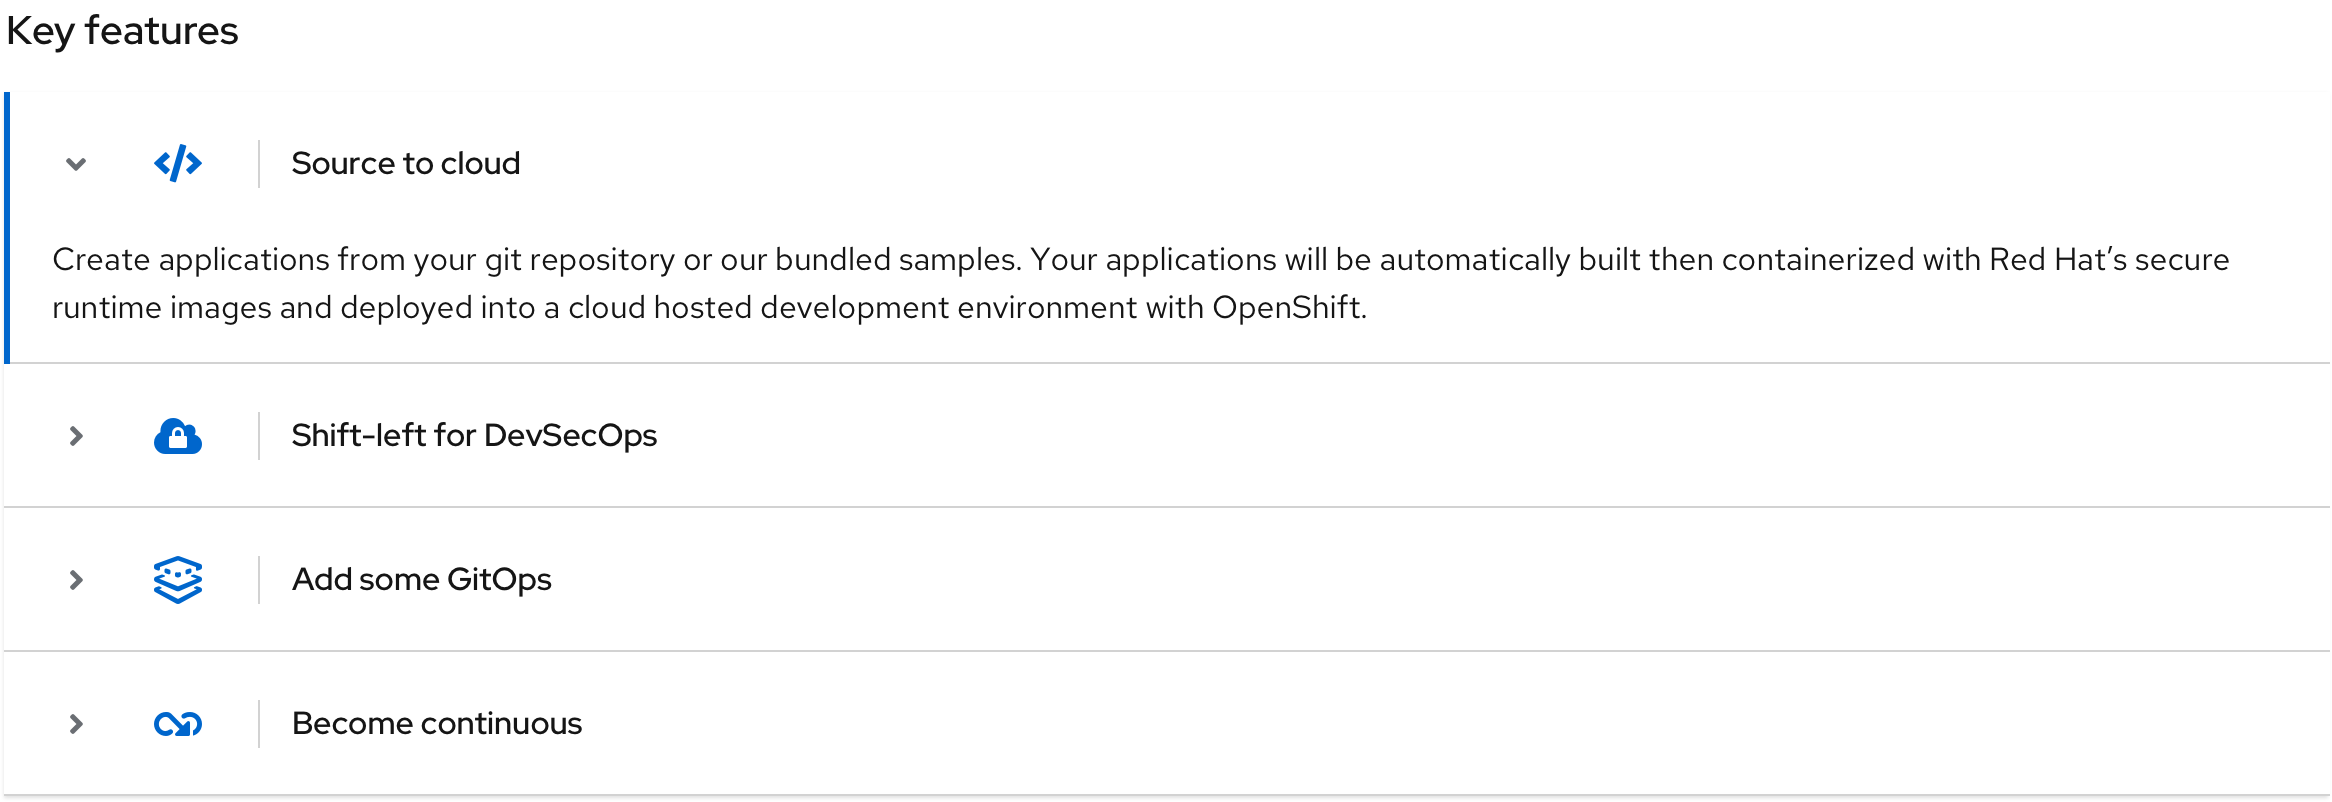 Key features
Source to cloud
Create applications from your git repository or our bundled samples. Your applications will be automatically built then containerized with Red Hat’s secure
runtime images and deployed into a cloud hosted development environment with OpenShift.
Shift-left for DevSecOps
Add some GitOps
Become continuous